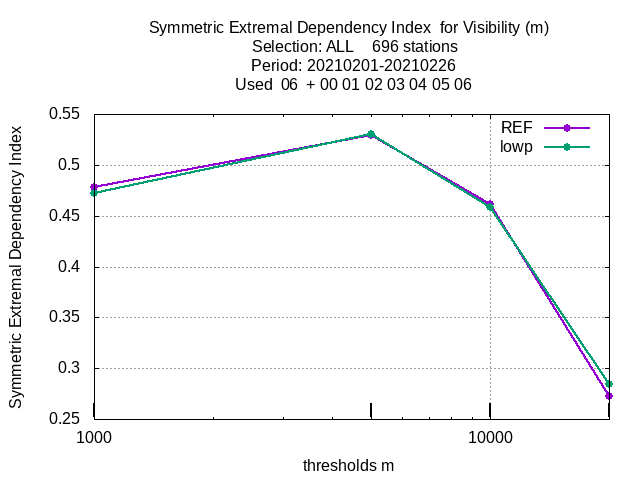 Symmetric Extremal Dependency Index  for Visibility (m)
Selection: ALL    696 stations
Period: 20210201-20210226
Used  06  + 00 01 02 03 04 05 06
REF
lowp
0.55
0.5
0.45
0.4
0.35
0.3
0.25
Symmetric Extremal Dependency Index
1000
10000
thresholds m